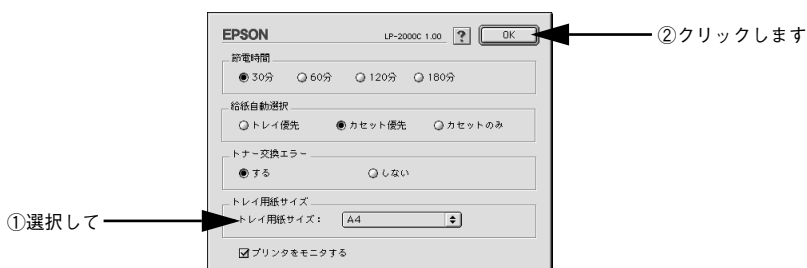 EPSON LP-2000C 1.00 ? OK
②クリックします
節電時間
30分 60分 120分 180分
給紙自動選択
トレイ優先 カセット優先 カセットのみ
トナー交換エラー
する しない
トレイ用紙サイズ
①選択して
トレイ用紙サイズ： A4
プリンタをモニタする